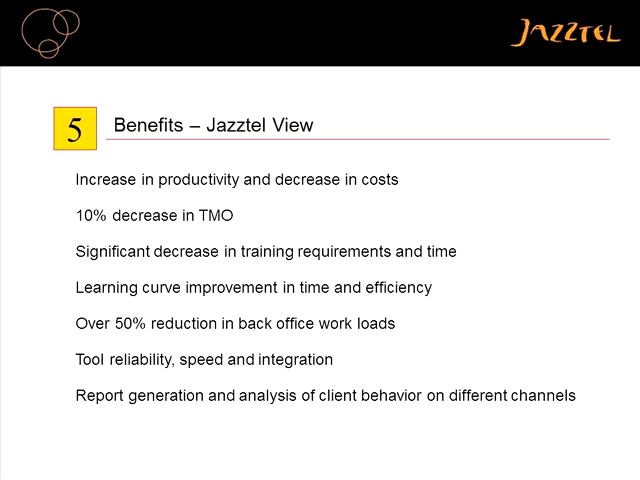 JAZZTEL
5
Benefits – Jazztel View
Increase in productivity and decrease in costs
10% decrease in TMO
Significant decrease in training requirements and time
Learning curve improvement in time and efficiency
Over 50% reduction in back office work loads
Tool reliability, speed and integration
Report generation and analysis of client behavior on different channels